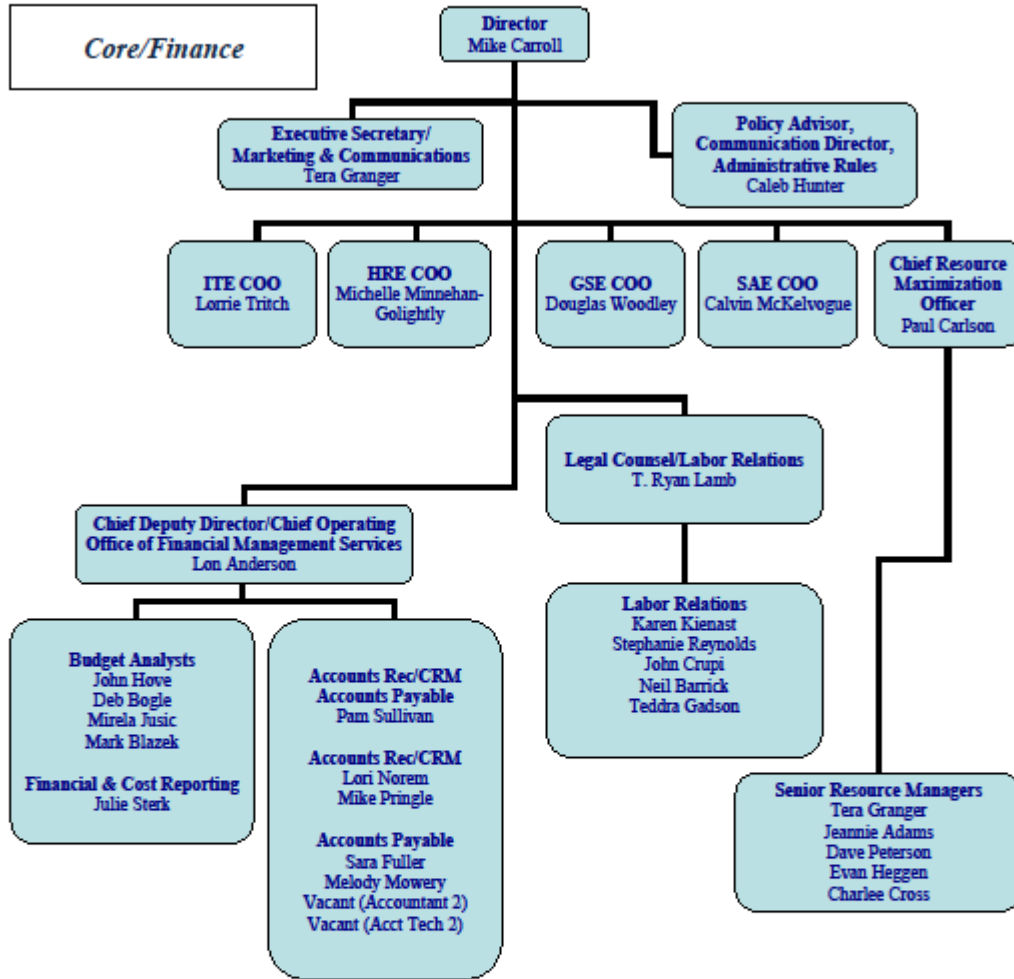 Core/Finance
Director
Mike Carroll
Executive Secretary/
Marketing & Communications
Tera Granger
Policy Advisor,
Communication Director,
Administrative Rules
Caleb Hunter
ITE COO
Lorrie Tritch
HRE COO
Michelle Minnehan-
Golightly
GSE COO
Douglas Woodley
SAE COO
Calvin McKelvogue
Chief Resource
Maximization
Officer
Paul Carlson
Legal Counsel/Labor Relations
T. Ryan Lamb
Chief Deputy Director/Chief Operating
Office of Financial Management Services
Lon Anderson
Labor Relations
Karen Kienast
Stephanie Reynolds
John Crupi
Neil Barrick
Teddra Gadson
Budget Analysts
John Hove
Deb Bogle
Mirela Jusic
Mark Blazek
Financial & Cost Reporting
Julie Sterk
Accounts Rec/CRM
Accounts Payable
Pam Sullivan
Accounts Rec/CRM
Lori Norem
Mike Pringle
Accounts Payable
Sara Fuller
Melody Mowery
Vacant (Accountant 2)
Vacant (Acct Tech 2)
Senior Resource Managers
Tera Granger
Jeannie Adams
Dave Peterson
Evan Heggen
Charlee Cross